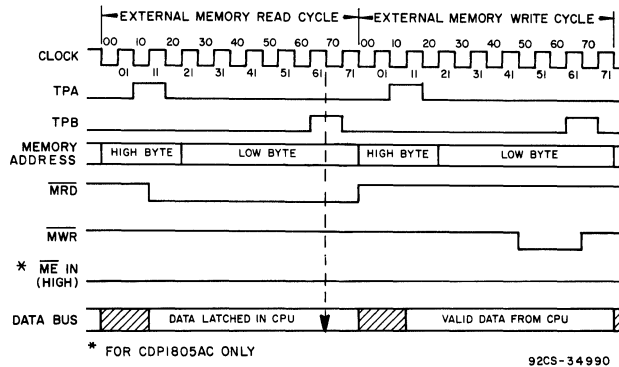 EXTERNAL MEMORY READ CYCLE EXTERNAL MEMORY WRITE CYCLE
00 10 20 30 40 50 60 70 00 10 20 30 40 50 60 70
CLOCK
01 11 21 31 41 51 61 71 01 11 21 31 41 51 61 71
TPA
TPB
MEMORY
ADDRESS
HIGH BYTE LOW BYTE HIGH BYTE LOW BYTE
MRD
MWR
* ME IN
(HIGH)
DATA BUS DATA LATCHED IN CPU VALID DATA FROM CPU
* FOR CDP1805AC ONLY
92CS-34990